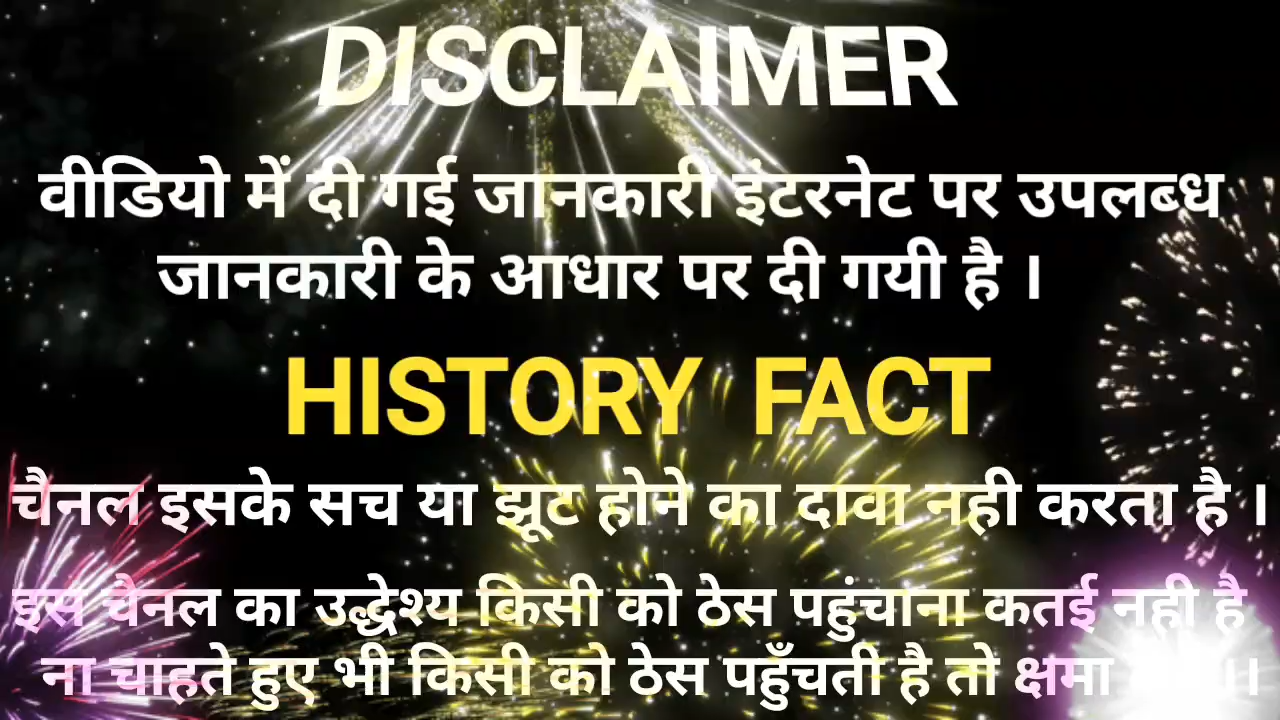 DISCLAIMER
वीडियो में दी गई जानकारी इंटरनेट पर उपलब्ध
जानकारी के आधार पर दी गयी है ।
HISTORY FACT
चैनल इसके सच या झूट होने का दावा नही करता है ।
इस चैनल का उद्धेश्य किसी को ठेस पहुंचाना कतई नही है
ना चाहते हुए भी किसी को ठेस पहुँचती है तो क्षमा